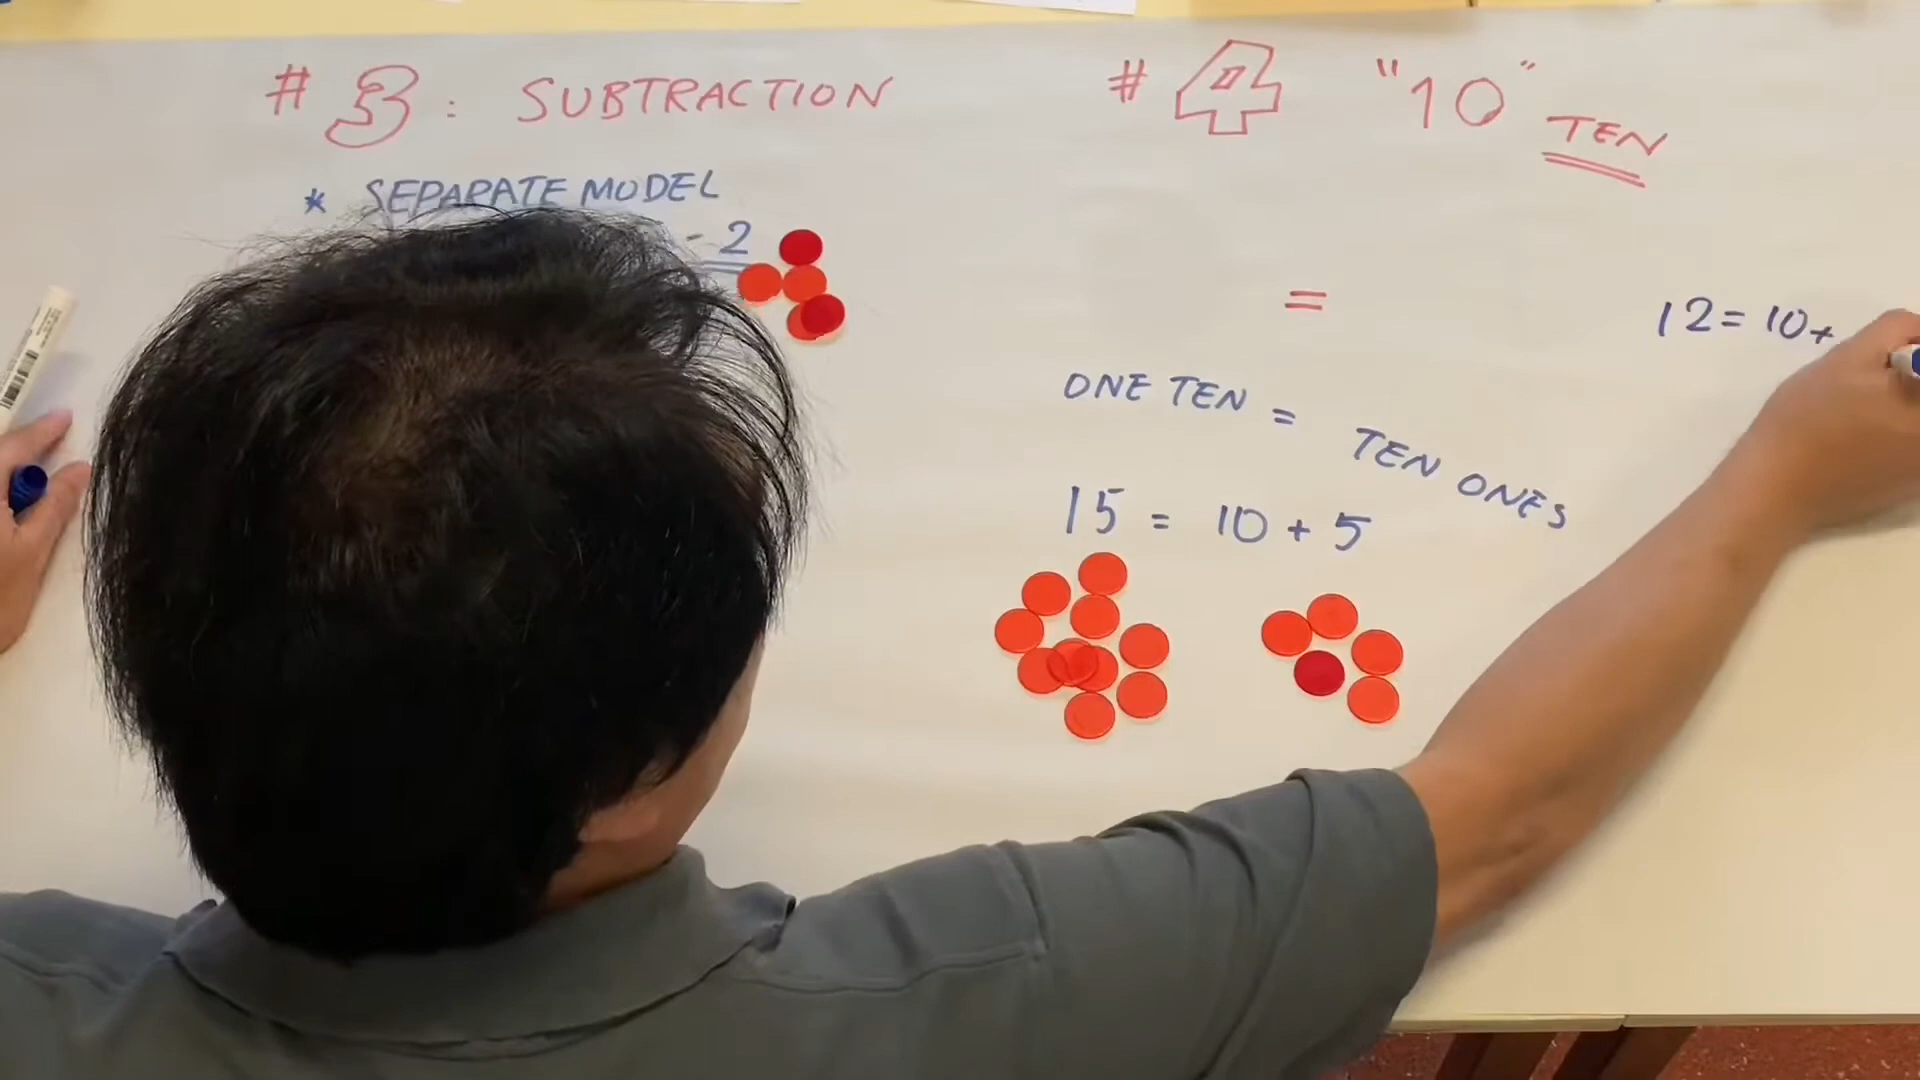 # 3 : SUBTRACTION
* SEPARATE MODEL
- 2
# 4 "10" TEN
=
12 = 10 +
ONE TEN = TEN ONES
15 = 10 + 5